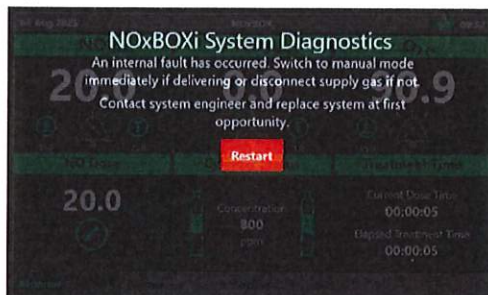 NOxBOXi System Diagnostics
An internal fault has occurred. Switch to manual mode
immediately if delivering or disconnect supply gas if not.
Contact system engineer and replace system at first
opportunity.
Restart
NO Dose
Treatment Time
20.0
Concentration
800
ppm
Current Dose Time
00:00:05
Elapsed Treatment Time
00:00:05